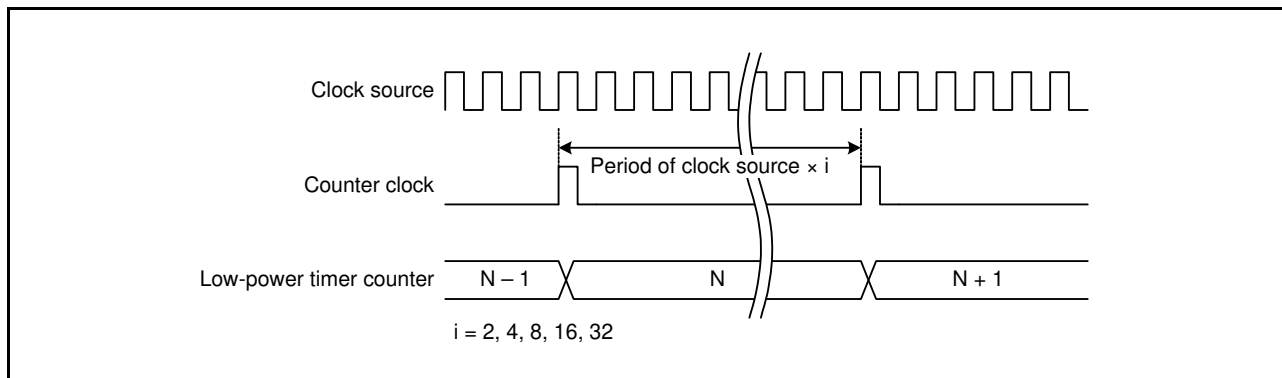 Clock source
Period of clock source × i
Counter clock
Low-power timer counter
N – 1
N
N + 1
i = 2, 4, 8, 16, 32